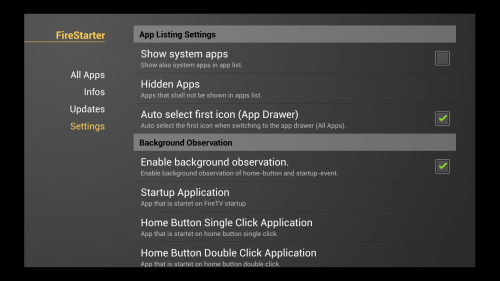 FireStarter
All Apps
Infos
Updates
Settings
App Listing Settings
Show system apps
Show also system apps in app list.
Hidden Apps
Apps that shall not be shown in apps list.
Auto select first icon (App Drawer)
Auto select the first icon when switching to the app drawer (All Apps).
Background Observation
Enable background observation.
Enable background observation of home-button and startup-event.
Startup Application
App that is startet on FireTV startup
Home Button Single Click Application
App that is startet on home button single click.
Home Button Double Click Application
App that is startet on home button double click.